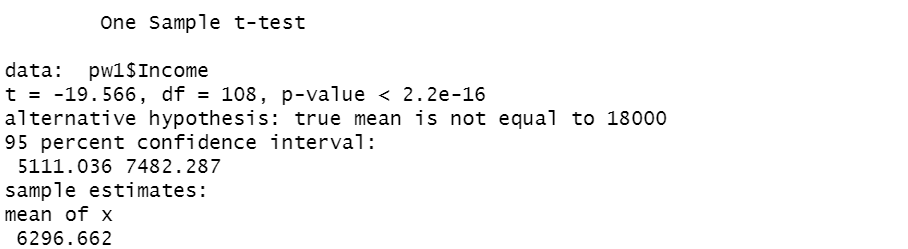 One Sample t-test
data: pw1$Income
t = -19.566, df = 108, p-value < 2.2e-16
alternative hypothesis: true mean is not equal to 18000
95 percent confidence interval:
5111.036 7482.287
sample estimates:
mean of x
6296.662